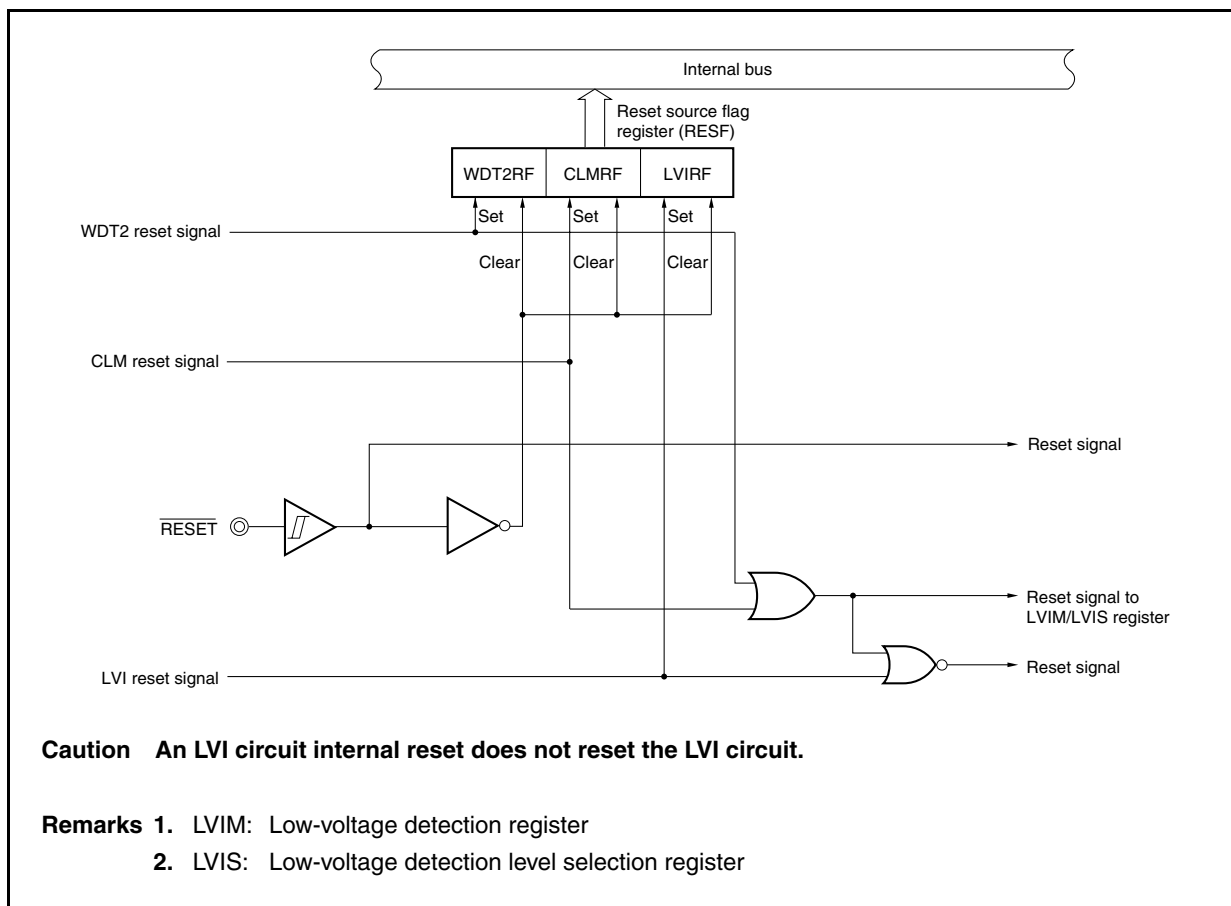 Internal bus
Reset source flag
register (RESF)
WDT2RF CLMRF LVIRF
Set Set Set
WDT2 reset signal
Clear Clear Clear
CLM reset signal
Reset signal
RESET
Reset signal to
LVIM/LVIS register
Reset signal
LVI reset signal
Caution An LVI circuit internal reset does not reset the LVI circuit.
Remarks 1. LVIM: Low-voltage detection register
2. LVIS: Low-voltage detection level selection register